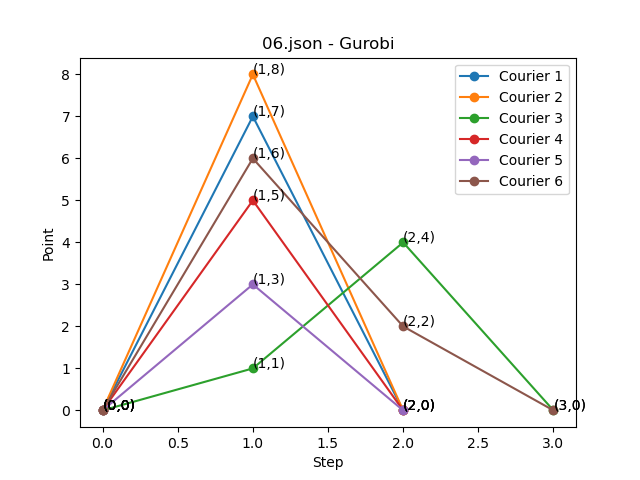 06.json - Gurobi
Point
8
7
6
5
4
3
2
1
0
(1,8)
(1,7)
(1,6)
(1,5)
(2,4)
(1,3)
(2,2)
(1,1)
(0,0)
(2,0)
(3,0)
Courier 1
Courier 2
Courier 3
Courier 4
Courier 5
Courier 6
0.0 0.5 1.0 1.5 2.0 2.5 3.0
Step